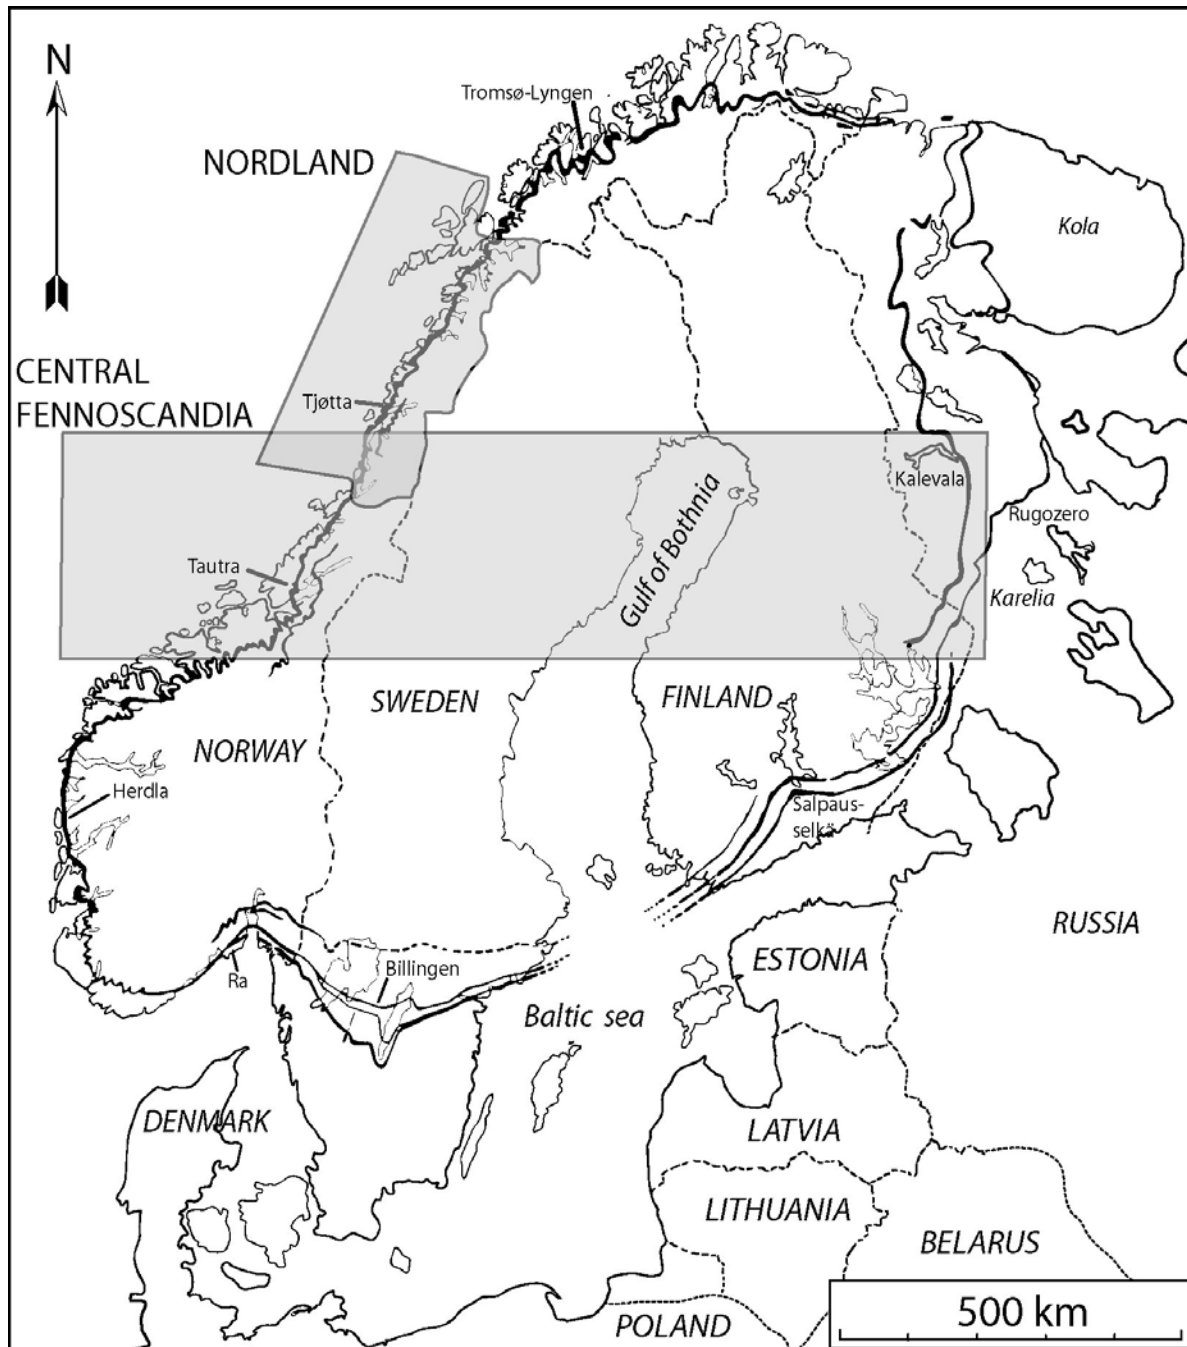 N
Tromsø-Lyngen
NORDLAND
Kola
CENTRAL
FENNOSCANDIA
Tjøtta
Kalevala
Gulf of Bothnia
Rugozero
Tautra
Karelia
SWEDEN
FINLAND
NORWAY
Herdla
Salpaus-
selkä
RUSSIA
ESTONIA
Billingen
Ra
Baltic sea
DENMARK
LATVIA
LITHUANIA
BELARUS
500 km
POLAND